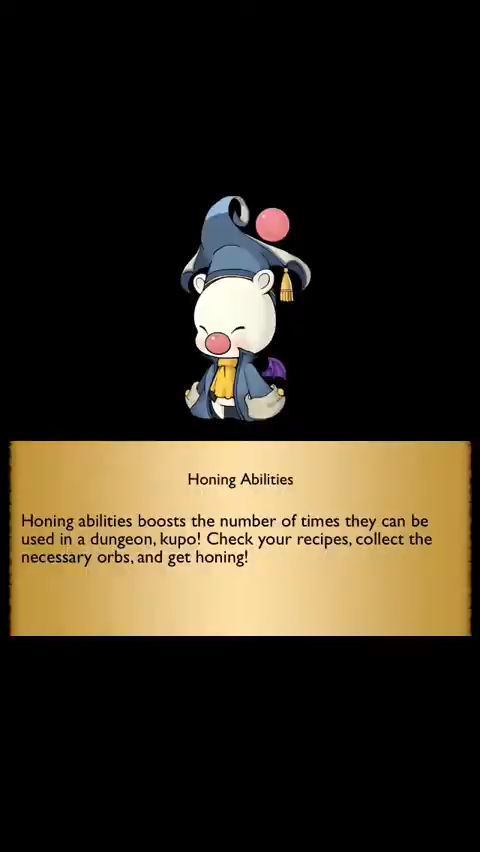 Honing Abilities
Honing abilities boosts the number of times they can be
used in a dungeon, kupo! Check your recipes, collect the
necessary orbs, and get honing!